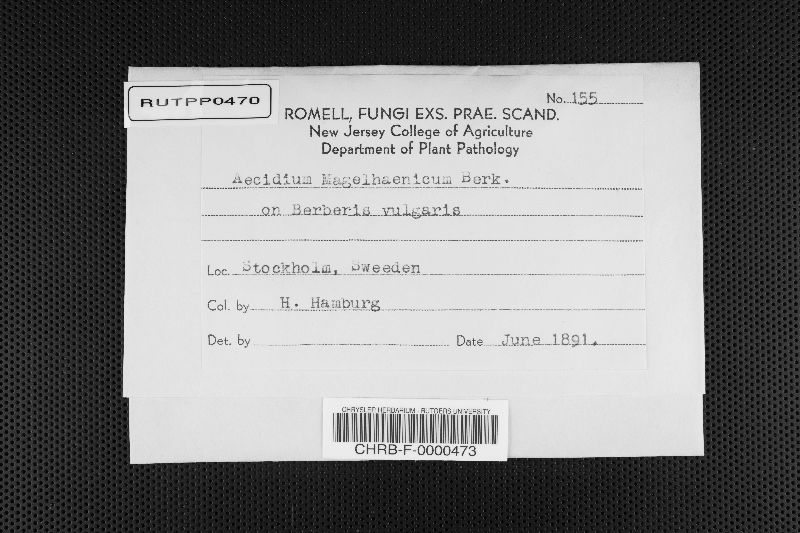 RUTPP0470
No. 155
ROMELL, FUNGI EXS. PRAE. SCAND.
New Jersey College of Agriculture
Department of Plant Pathology
Aecidium Magelhaenicum Berk.
on Berberis vulgaris
Loc. Stockholm, Sweeden
Col. by H. Hamburg
Det. by Date June 1891.
CHRYSLER HERBARIUM - RUTGERS UNIVERSITY
CHRB-F-0000473